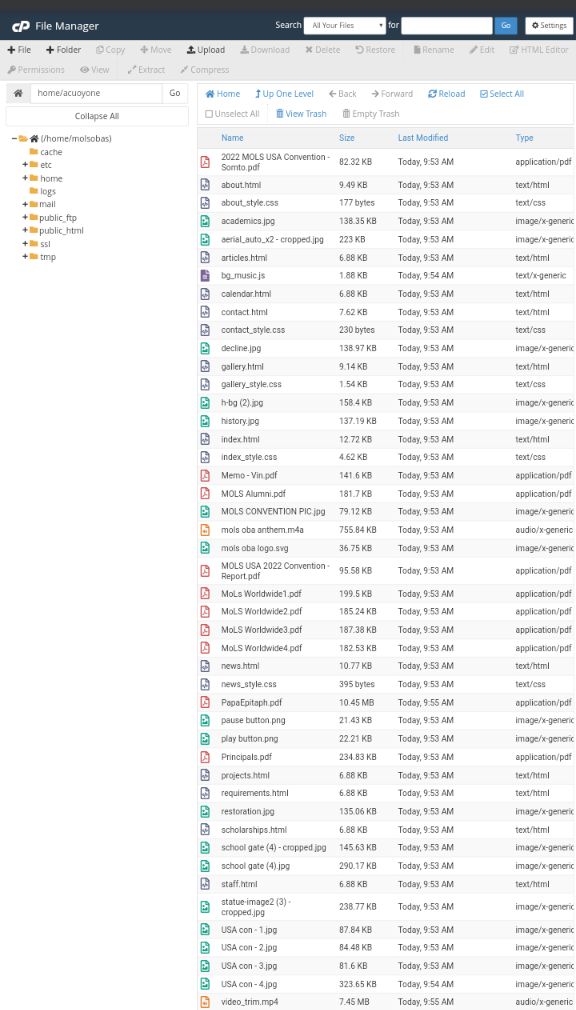 cP File Manager Search All Your Files for Go Settings
File Folder Copy Move Upload Download Delete Restore Rename Edit HTML Editor
Permissions View Extract Compress
home/acuoyone Go Home Up One Level Back Forward Reload Select All
Collapse All Unselect All View Trash Empty Trash
(/home/molsobas)
cache
etc
home
logs
mail
public_ftp
public_html
ssl
tmp
Name Size Last Modified Type
2022 MOLS USA Convention -
Somto.pdf 82.32 KB Today, 9:53 AM application/pdf
about.html 9.49 KB Today, 9:53 AM text/html
about_style.css 177 bytes Today, 9:53 AM text/css
academics.jpg 138.35 KB Today, 9:53 AM image/x-generic
aerial_auto_x2 - cropped.jpg 223 KB Today, 9:53 AM image/x-generic
articles.html 6.88 KB Today, 9:53 AM text/html
bg_music.js 1.88 KB Today, 9:54 AM text/x-generic
calendar.html 6.88 KB Today, 9:53 AM text/html
contact.html 7.62 KB Today, 9:53 AM text/html
contact_style.css 230 bytes Today, 9:53 AM text/css
decline.jpg 138.97 KB Today, 9:53 AM image/x-generic
gallery.html 9.14 KB Today, 9:53 AM text/html
gallery_style.css 1.54 KB Today, 9:53 AM text/css
h-bg (2).jpg 158.4 KB Today, 9:53 AM image/x-generic
history.jpg 137.19 KB Today, 9:53 AM image/x-generic
index.html 12.72 KB Today, 9:53 AM text/html
index_style.css 4.62 KB Today, 9:53 AM text/css
Memo - Vin.pdf 141.6 KB Today, 9:53 AM application/pdf
MOLS Alumni.pdf 181.7 KB Today, 9:53 AM application/pdf
MOLS CONVENTION PIC.jpg 79.12 KB Today, 9:53 AM image/x-generic
mols oba anthem.m4a 755.84 KB Today, 9:53 AM audio/x-generic
mols oba logo.svg 36.75 KB Today, 9:53 AM image/x-generic
MOLS USA 2022 Convention -
Report.pdf 95.58 KB Today, 9:53 AM application/pdf
MoLs Worldwide1.pdf 199.5 KB Today, 9:53 AM application/pdf
MoLS Worldwide2.pdf 185.24 KB Today, 9:53 AM application/pdf
MoLS Worldwide3.pdf 187.38 KB Today, 9:53 AM application/pdf
MoLS Worldwide4.pdf 182.53 KB Today, 9:53 AM application/pdf
news.html 10.77 KB Today, 9:53 AM text/html
news_style.css 395 bytes Today, 9:53 AM text/css
PapaEpitaph.pdf 10.45 MB Today, 9:55 AM application/pdf
pause button.png 21.43 KB Today, 9:53 AM image/x-generic
play button.png 22.21 KB Today, 9:53 AM image/x-generic
Principals.pdf 234.83 KB Today, 9:53 AM application/pdf
projects.html 6.88 KB Today, 9:53 AM text/html
requirements.html 6.88 KB Today, 9:53 AM text/html
restoration.jpg 135.06 KB Today, 9:53 AM image/x-generic
scholarships.html 6.88 KB Today, 9:53 AM text/html
school gate (4) - cropped.jpg 145.63 KB Today, 9:53 AM image/x-generic
school gate (4).jpg 290.17 KB Today, 9:53 AM image/x-generic
staff.html 6.88 KB Today, 9:53 AM text/html
statue-image2 (3) -
cropped.jpg 238.77 KB Today, 9:53 AM image/x-generic
USA con - 1.jpg 87.84 KB Today, 9:53 AM image/x-generic
USA con - 2.jpg 84.48 KB Today, 9:53 AM image/x-generic
USA con - 3.jpg 81.6 KB Today, 9:53 AM image/x-generic
USA con - 4.jpg 323.65 KB Today, 9:54 AM image/x-generic
video_trim.mp4 7.45 MB Today, 9:55 AM audio/x-generic